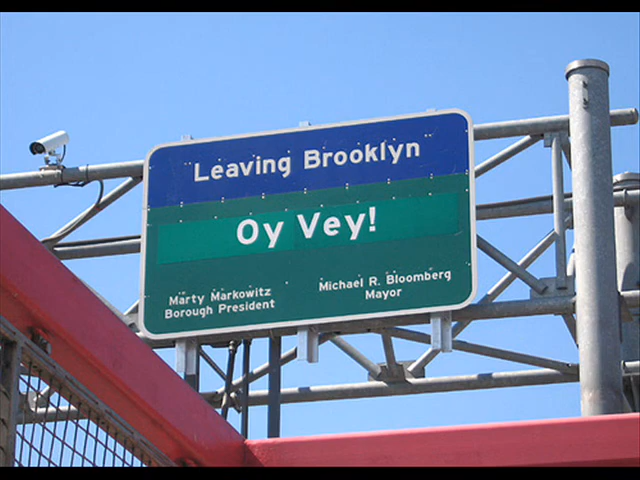 Leaving Brooklyn
Oy Vey!
Marty Markowitz
Borough President
Michael R. Bloomberg
Mayor